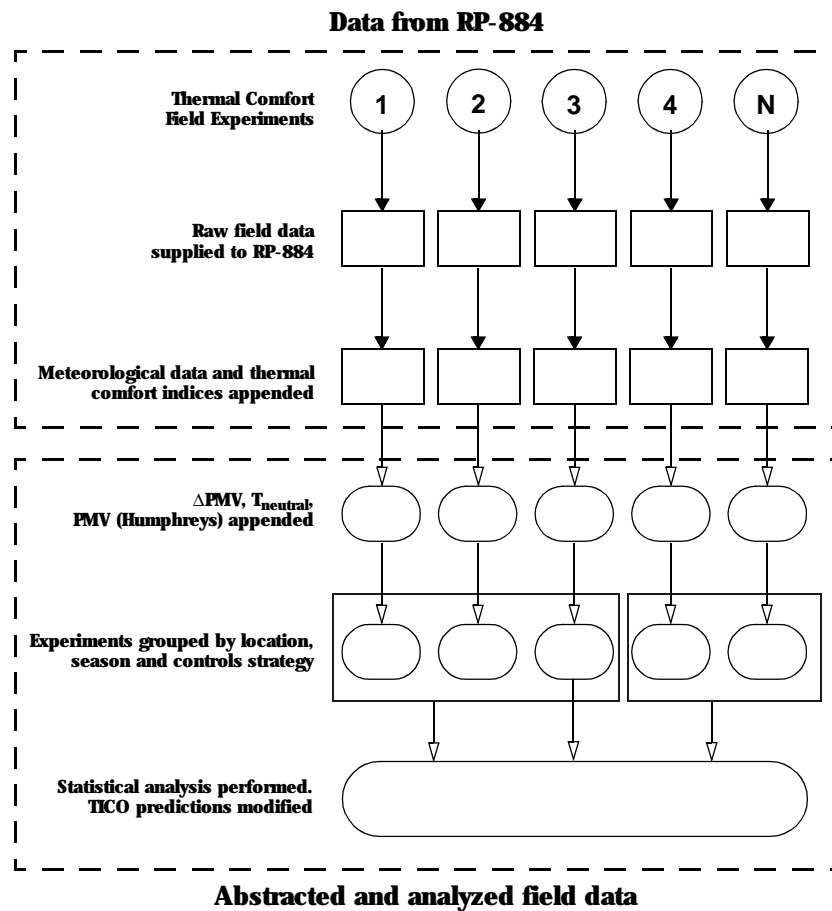 Data from RP-884
Thermal Comfort
Field Experiments
1 2 3 4 N
Raw field data
supplied to RP-884
Meteorological data and thermal
comfort indices appended
∆PMV, Tneutral,
PMV (Humphreys) appended
Experiments grouped by location,
season and controls strategy
Statistical analysis performed.
TICO predictions modified
Abstracted and analyzed field data